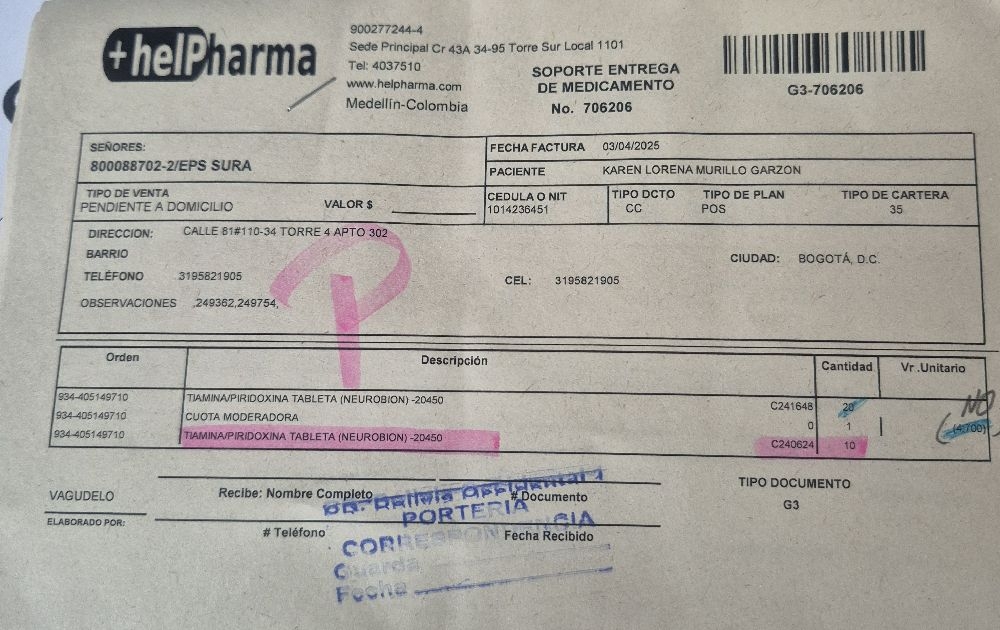 +helPharma
900277244-4
Sede Principal Cr 43A 34-95 Torre Sur Local 1101
Tel: 4037510
www.helpharma.com
Medellín-Colombia
SOPORTE ENTREGA
DE MEDICAMENTO
No. 706206
G3-706206
SEÑORES:
800088702-2/EPS SURA
FECHA FACTURA 03/04/2025
PACIENTE KAREN LORENA MURILLO GARZON
TIPO DE VENTA
PENDIENTE A DOMICILIO VALOR $
CEDULA O NIT TIPO DCTO TIPO DE PLAN TIPO DE CARTERA
1014236451 CC POS 35
DIRECCION: CALLE 81#110-34 TORRE 4 APTO 302
BARRIO
CIUDAD: BOGOTÁ, D.C.
TELÉFONO 3195821905 CEL: 3195821905
OBSERVACIONES ,249362,249754,
P
Orden Descripción Cantidad Vr.Unitario
934-405149710 TIAMINA/PIRIDOXINA TABLETA (NEUROBION) -20450 C241648 20
NO
934-405149710 CUOTA MODERADORA 0 1 (4.700)
934-405149710 TIAMINA/PIRIDOXINA TABLETA (NEUROBION) -20450 C240624 10
VAGUDELO
ELABORADO POR:
Recibe: Nombre Completo # Documento
# Teléfono Fecha Recibido
TIPO DOCUMENTO
G3
PORTERIA
CORRESPONDENCIA
Guarda
Fecha